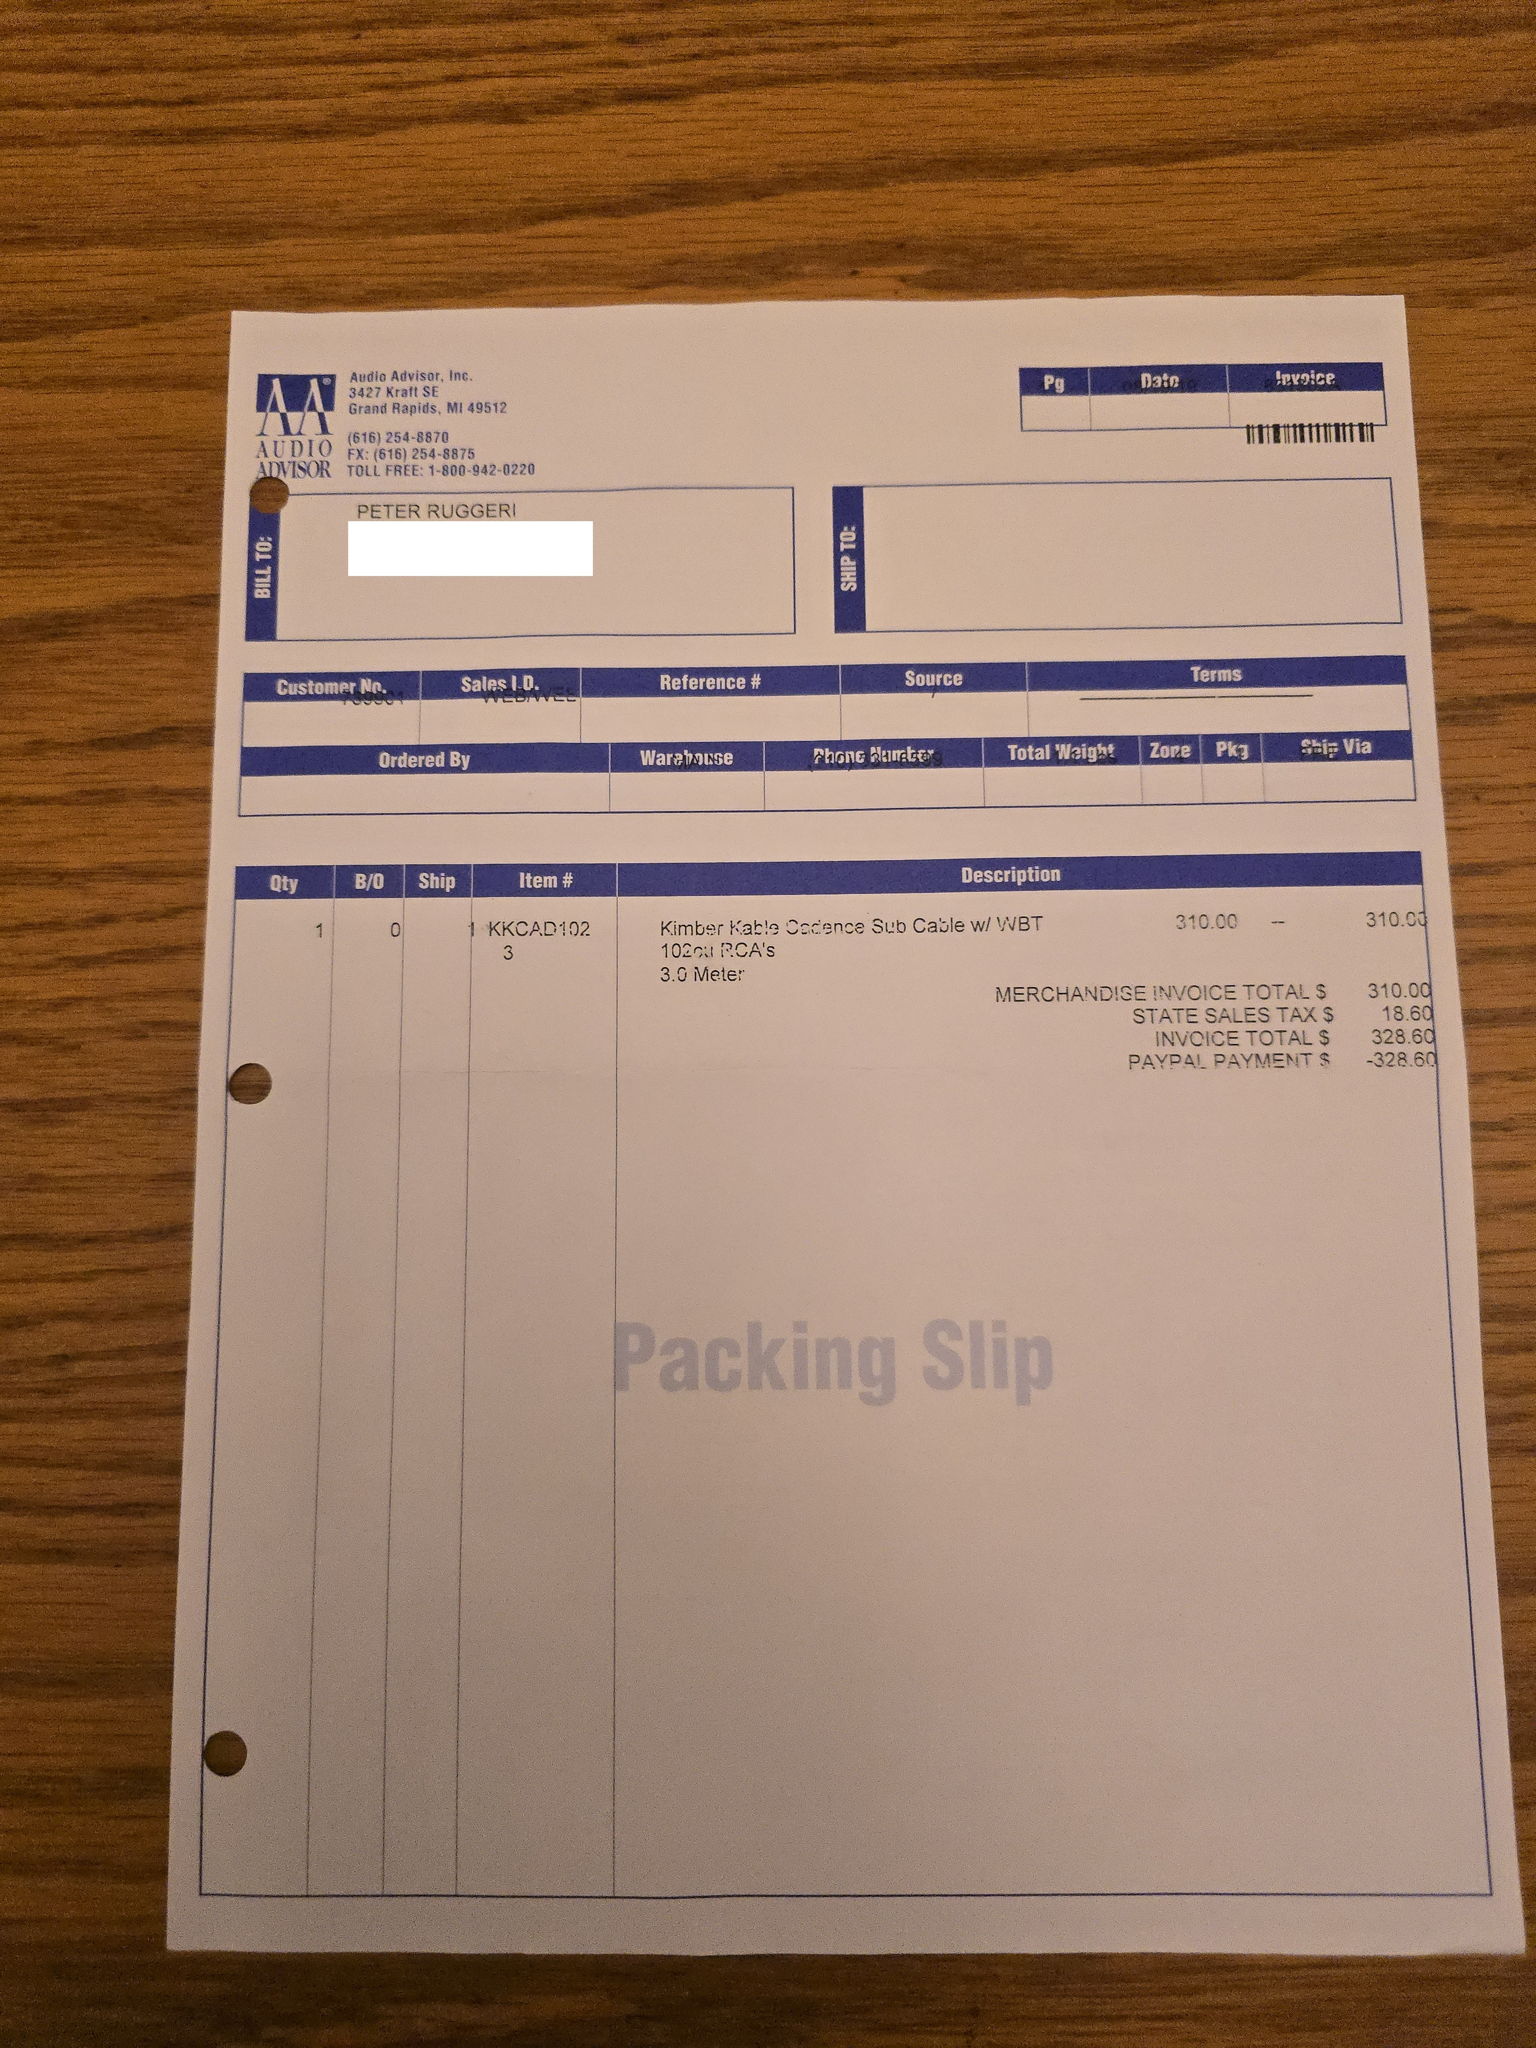 Audio Advisor, Inc.
3427 Kraft SE
Grand Rapids, MI 49512
(616) 254-8870
FX: (616) 254-8875
TOLL FREE: 1-800-942-0220
AA®
AUDIO
ADVISOR
Pg Date Invoice
BILL TO:
PETER RUGGERI
SHIP TO:
Customer No. Sales I.D. Reference # Source Terms
/
Ordered By Warehouse Phone Number Total Weight Zone Pkg Ship Via
Qty B/O Ship Item # Description
1 0 1 KKCAD102 Kimber Kable Cadence Sub Cable w/ WBT 310.00 -- 310.00
3 102cu RCA's
3.0 Meter
MERCHANDISE INVOICE TOTAL $ 310.00
STATE SALES TAX $ 18.60
INVOICE TOTAL $ 328.60
PAYPAL PAYMENT $ -328.60
Packing Slip